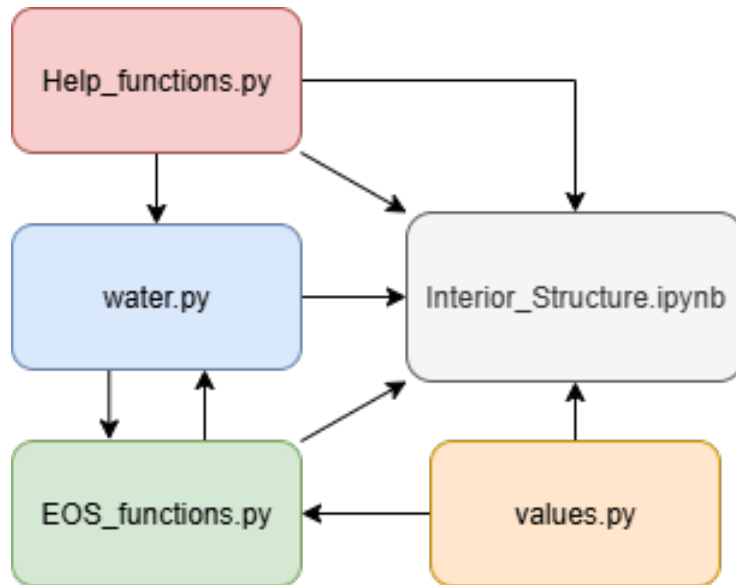 Help_functions.py
water.py
Interior_Structure.ipynb
EOS_functions.py
values.py